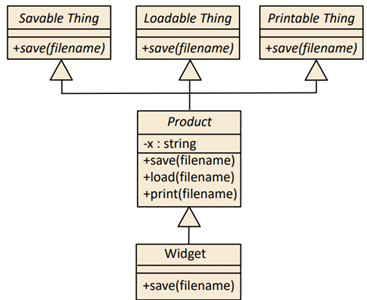 Savable Thing
+save(filename)
Loadable Thing
+save(filename)
Printable Thing
+save(filename)
Product
-x : string
+save(filename)
+load(filename)
+print(filename)
Widget
+save(filename)